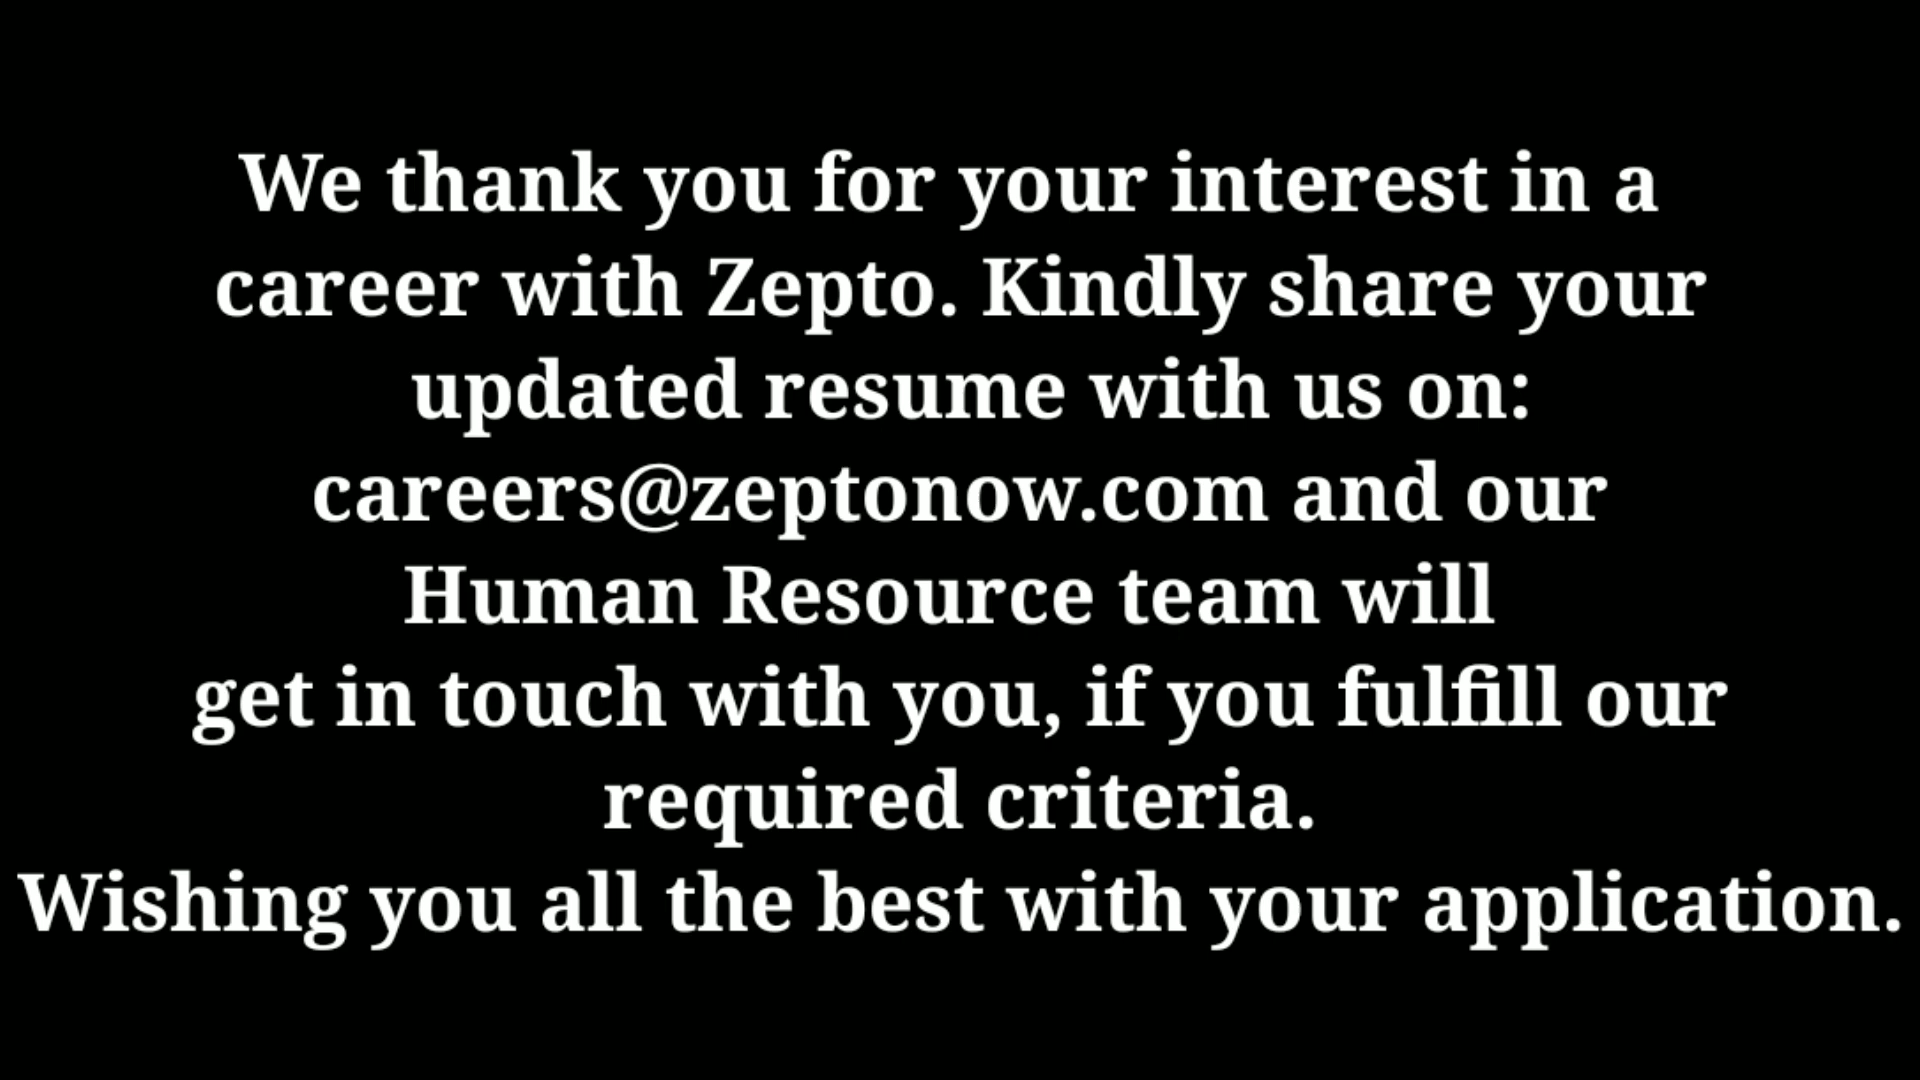 We thank you for your interest in a
career with Zepto. Kindly share your
updated resume with us on:
careers@zeptonow.com and our
Human Resource team will
get in touch with you, if you fulfill our
required criteria.
Wishing you all the best with your application.